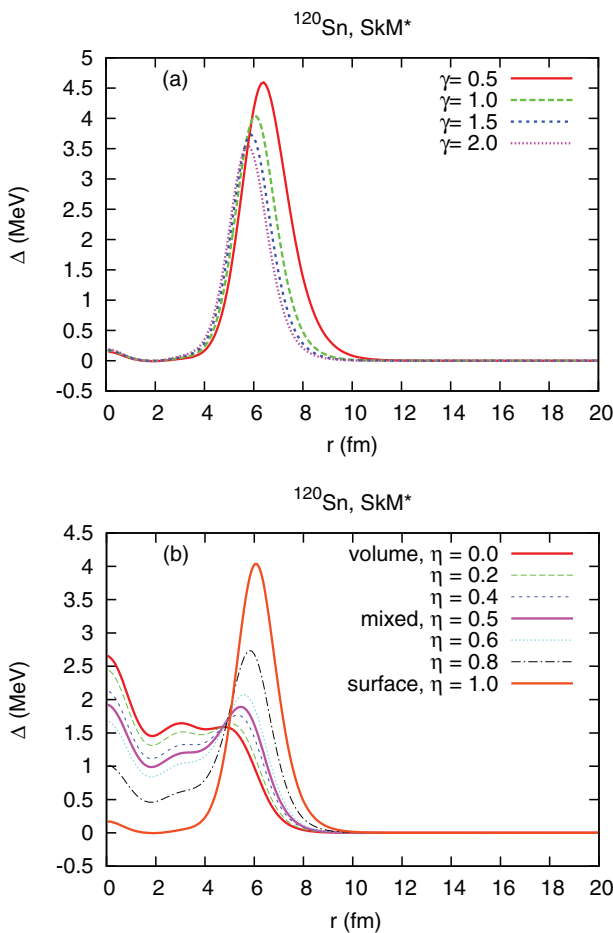 ¹²⁰Sn, SkM*
(a)
γ= 0.5
γ= 1.0
γ= 1.5
γ= 2.0
5
4.5
4
3.5
3
2.5
2
1.5
1
0.5
0
-0.5
Δ (MeV)
0 2 4 6 8 10 12 14 16 18 20
r (fm)
¹²⁰Sn, SkM*
(b)
volume, η = 0.0
η = 0.2
η = 0.4
mixed, η = 0.5
η = 0.6
η = 0.8
surface, η = 1.0
4.5
4
3.5
3
2.5
2
1.5
1
0.5
0
-0.5
Δ (MeV)
0 2 4 6 8 10 12 14 16 18 20
r (fm)